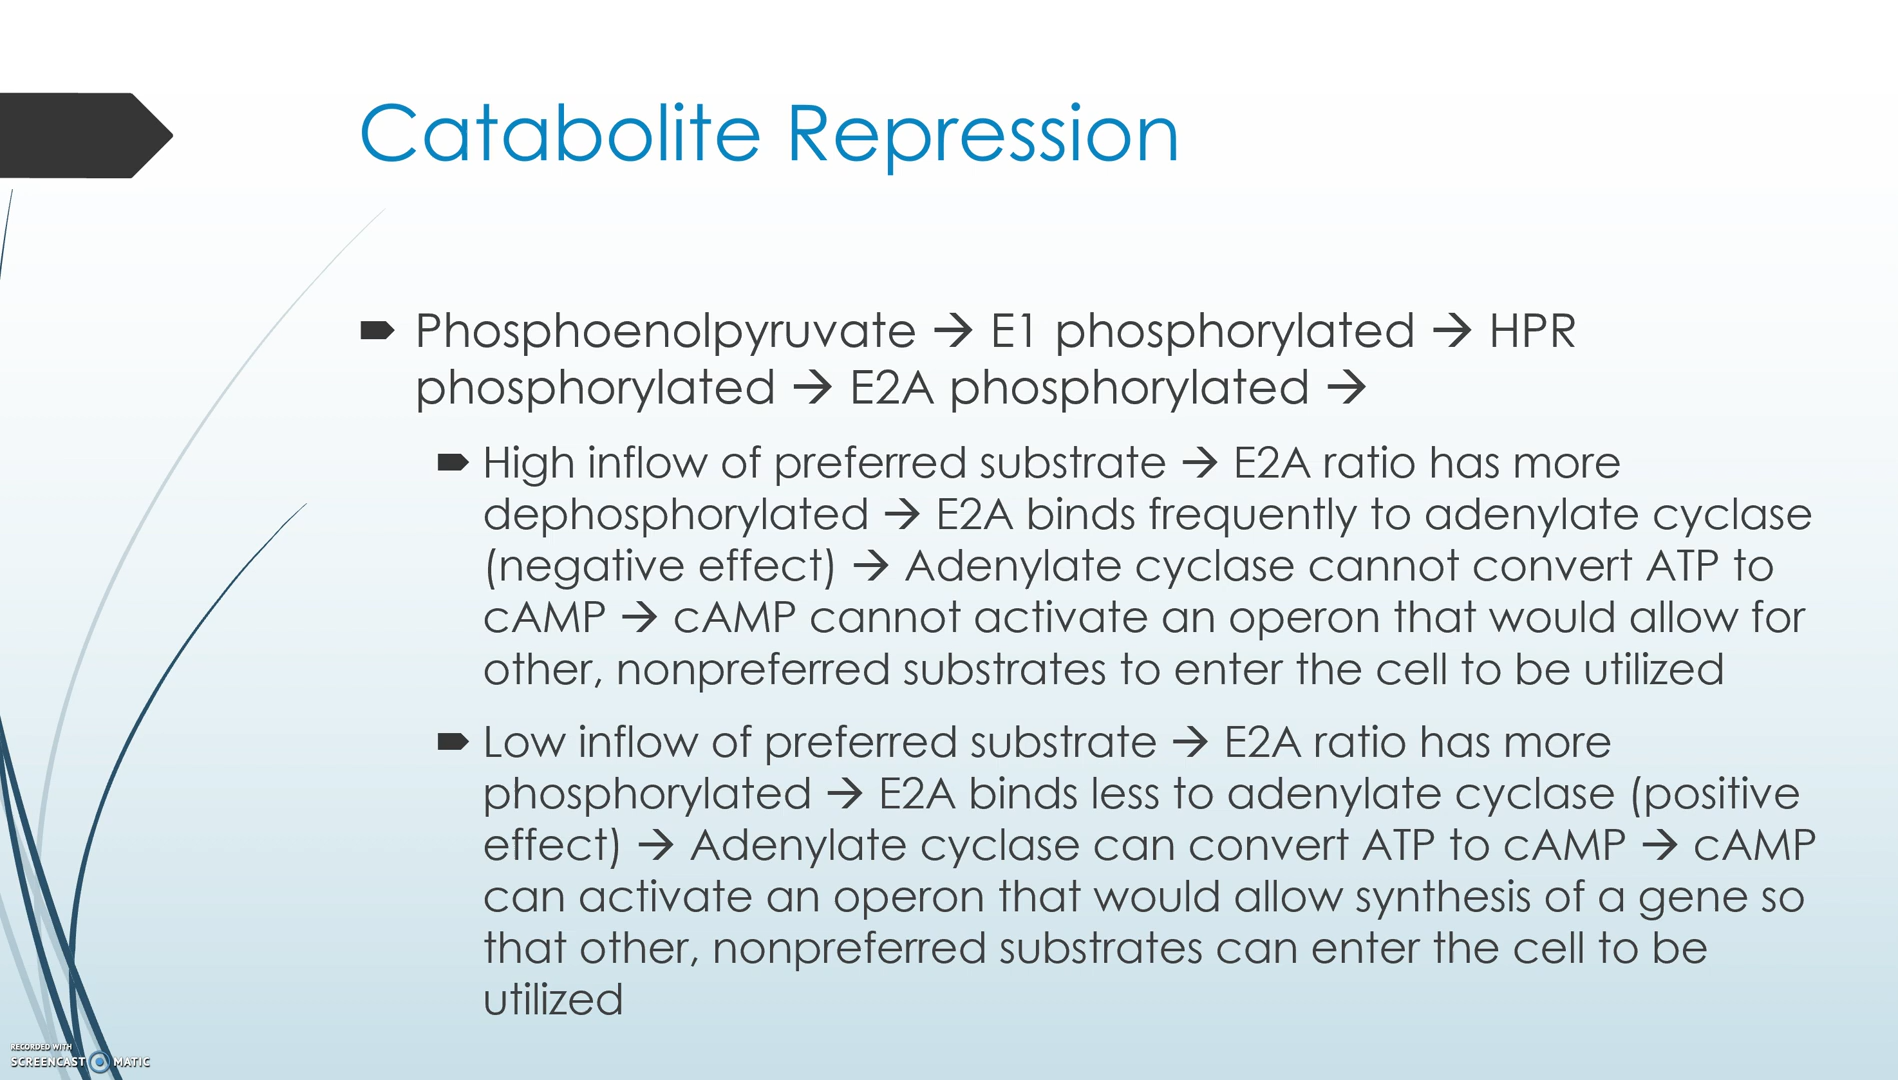 Catabolite Repression
Phosphoenolpyruvate → E1 phosphorylated → HPR
phosphorylated → E2A phosphorylated →
High inflow of preferred substrate → E2A ratio has more
dephosphorylated → E2A binds frequently to adenylate cyclase
(negative effect) → Adenylate cyclase cannot convert ATP to
cAMP → cAMP cannot activate an operon that would allow for
other, nonpreferred substrates to enter the cell to be utilized
Low inflow of preferred substrate → E2A ratio has more
phosphorylated → E2A binds less to adenylate cyclase (positive
effect) → Adenylate cyclase can convert ATP to cAMP → cAMP
can activate an operon that would allow synthesis of a gene so
that other, nonpreferred substrates can enter the cell to be
utilized
RECORDED WITH
SCREENCAST MATIC